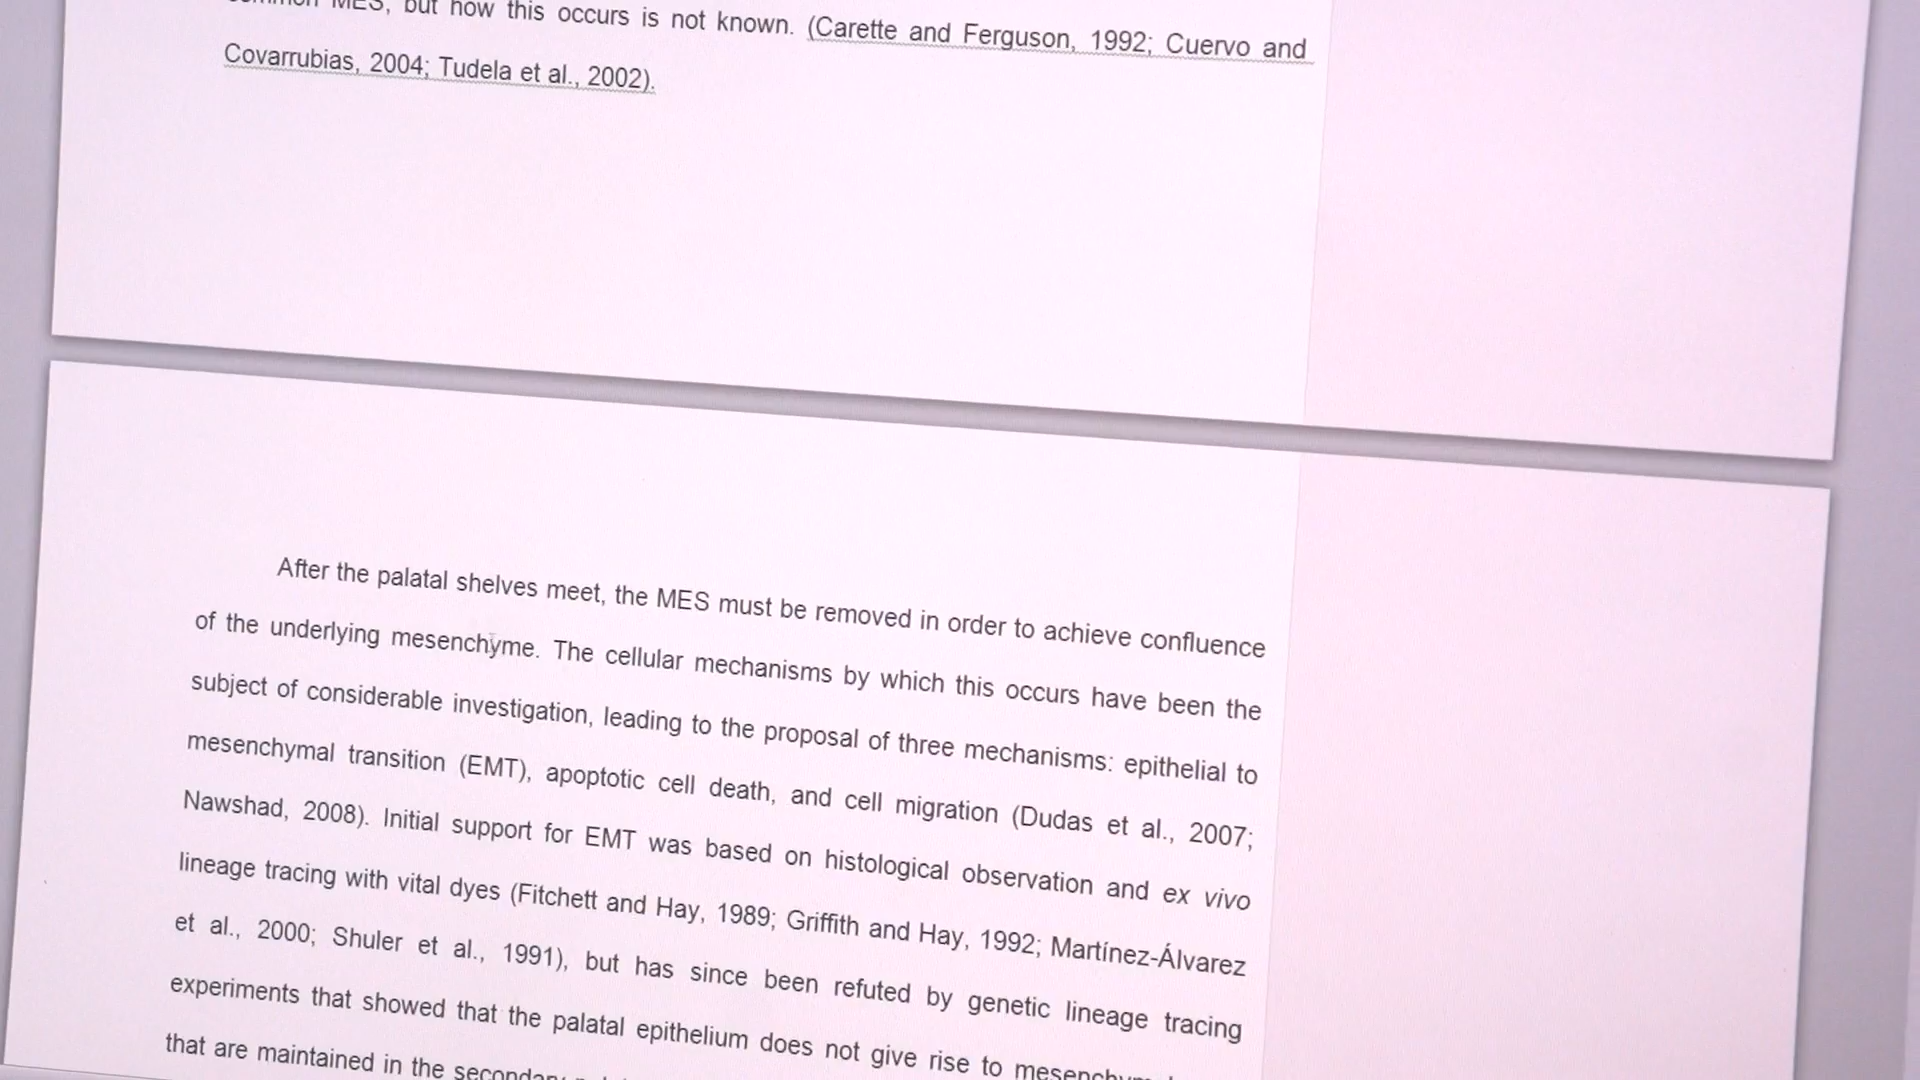 common MES, but how this occurs is not known. (Carette and Ferguson, 1992; Cuervo and
Covarrubias, 2004; Tudela et al., 2002).
After the palatal shelves meet, the MES must be removed in order to achieve confluence
of the underlying mesenchyme. The cellular mechanisms by which this occurs have been the
subject of considerable investigation, leading to the proposal of three mechanisms: epithelial to
mesenchymal transition (EMT), apoptotic cell death, and cell migration (Dudas et al., 2007;
Nawshad, 2008). Initial support for EMT was based on histological observation and ex vivo
lineage tracing with vital dyes (Fitchett and Hay, 1989; Griffith and Hay, 1992; Martínez-Álvarez
et al., 2000; Shuler et al., 1991), but has since been refuted by genetic lineage tracing
experiments that showed that the palatal epithelium does not give rise to
that are maintained in the secondary